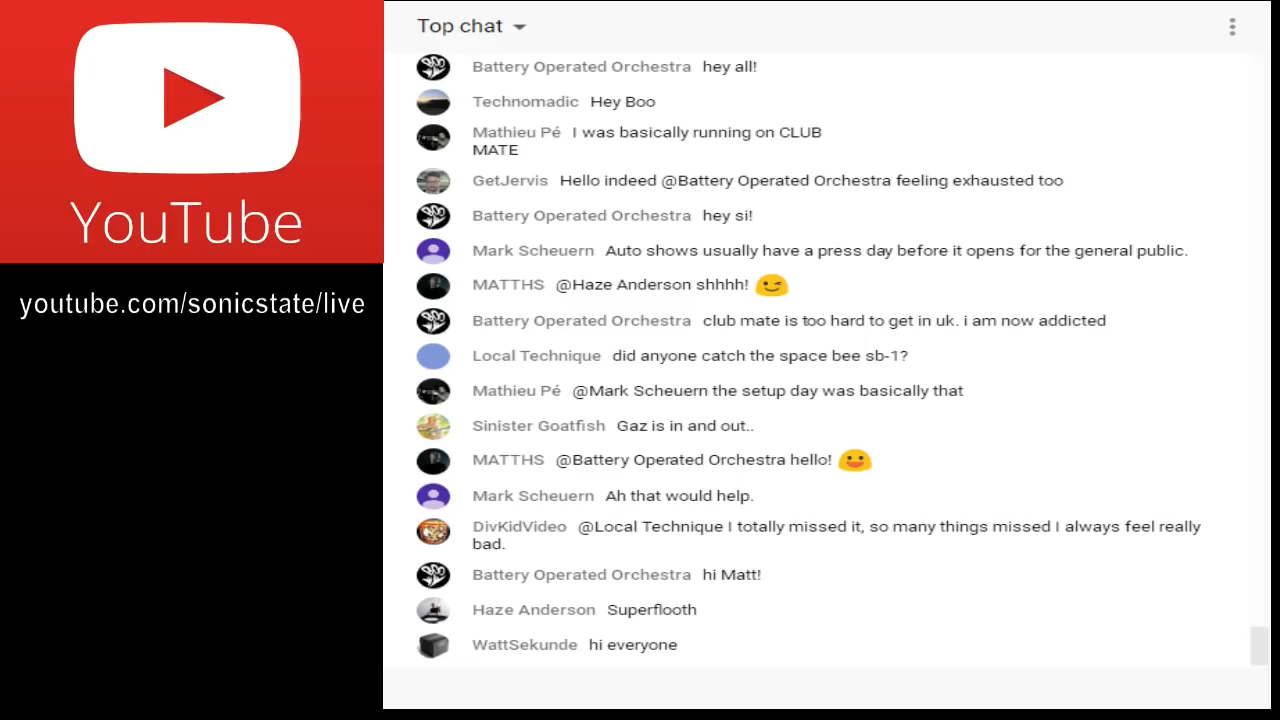 YouTube
youtube.com/sonicstate/live
Top chat
Battery Operated Orchestra hey all!
Technomadic Hey Boo
Mathieu Pé I was basically running on CLUB
MATE
GetJervis Hello indeed @Battery Operated Orchestra feeling exhausted too
Battery Operated Orchestra hey si!
Mark Scheuern Auto shows usually have a press day before it opens for the general public.
MATTHS @Haze Anderson shhhh! 😉
Battery Operated Orchestra club mate is too hard to get in uk. i am now addicted
Local Technique did anyone catch the space bee sb-1?
Mathieu Pé @Mark Scheuern the setup day was basically that
Sinister Goatfish Gaz is in and out..
MATTHS @Battery Operated Orchestra hello! 😃
Mark Scheuern Ah that would help.
DivKidVideo @Local Technique I totally missed it, so many things missed I always feel really
bad.
Battery Operated Orchestra hi Matt!
Haze Anderson Superflooth
WattSekunde hi everyone